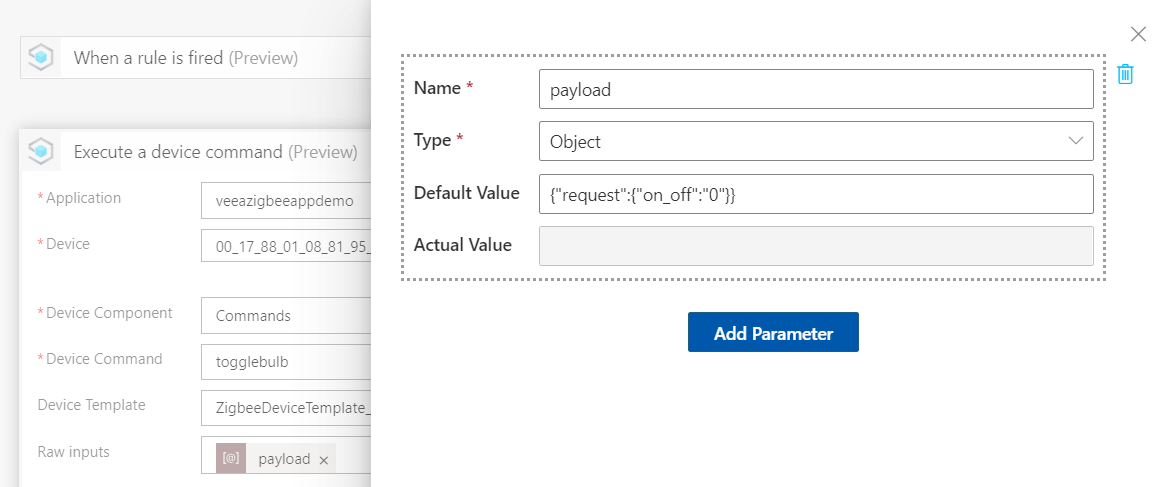 When a rule is fired (Preview)
Execute a device command (Preview)
* Application veeazigbeeappdemo
* Device 00_17_88_01_08_81_95_
* Device Component Commands
* Device Command togglebulb
Device Template ZigbeeDeviceTemplate_
Raw inputs [@] payload ×
Name * payload
Type * Object
Default Value {"request":{"on_off":"0"}}
Actual Value
Add Parameter